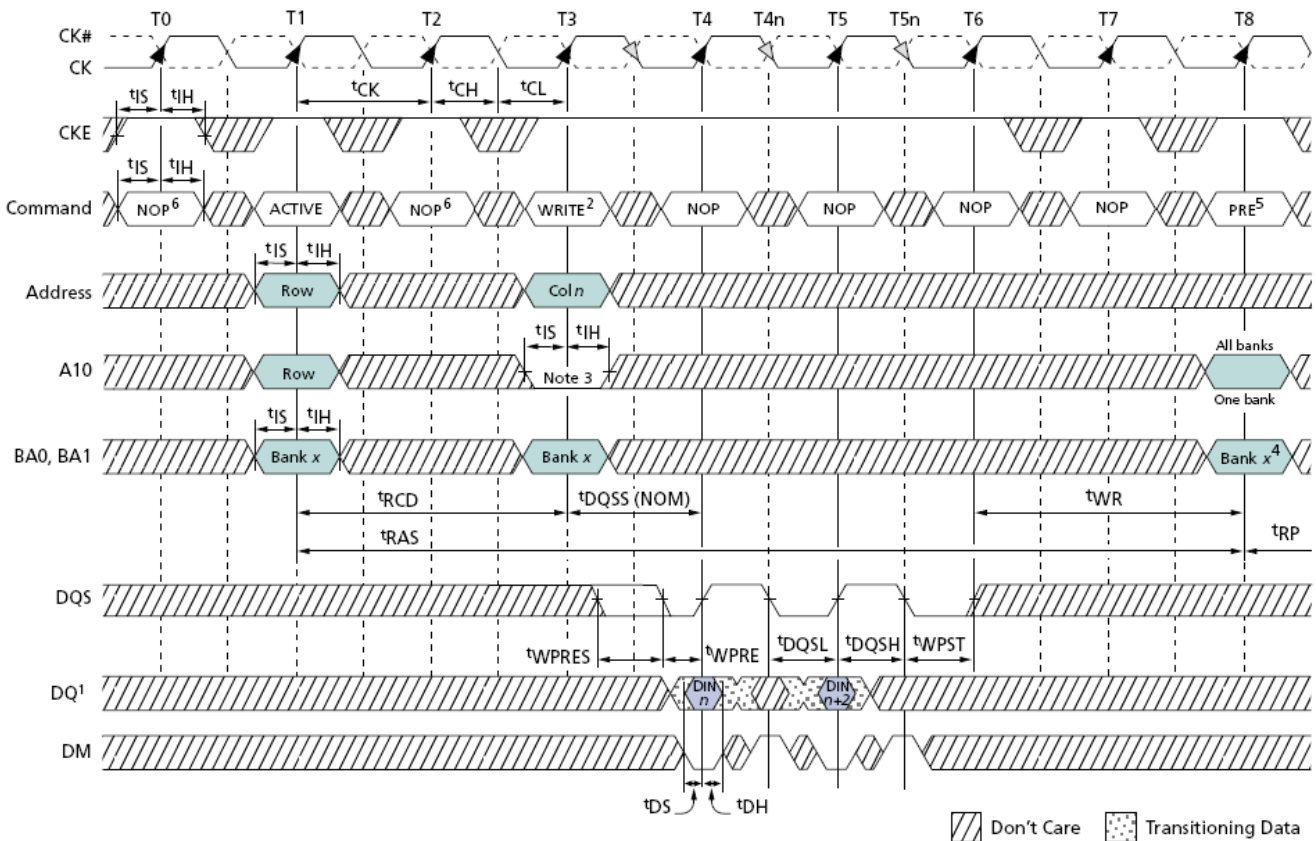 T0 T1 T2 T3 T4 T4n T5 T5n T6 T7 T8
CK#
CK
tCK tCH tCL
tIS tIH
CKE
tIS tIH
Command NOP6 ACTIVE NOP6 WRITE2 NOP NOP NOP NOP PRE5
tIS tIH
Address Row Col n
tIS tIH
All banks
A10 Row Note 3
One bank
tIS tIH
BA0, BA1 Bank x Bank x Bank x4
tRCD tDQSS (NOM) tWR
tRAS tRP
DQS
tWPRES tWPRE tDQSL tDQSH tWPST
DQ1 DIN n DIN n+2
DM
tDS tDH
Don't Care Transitioning Data